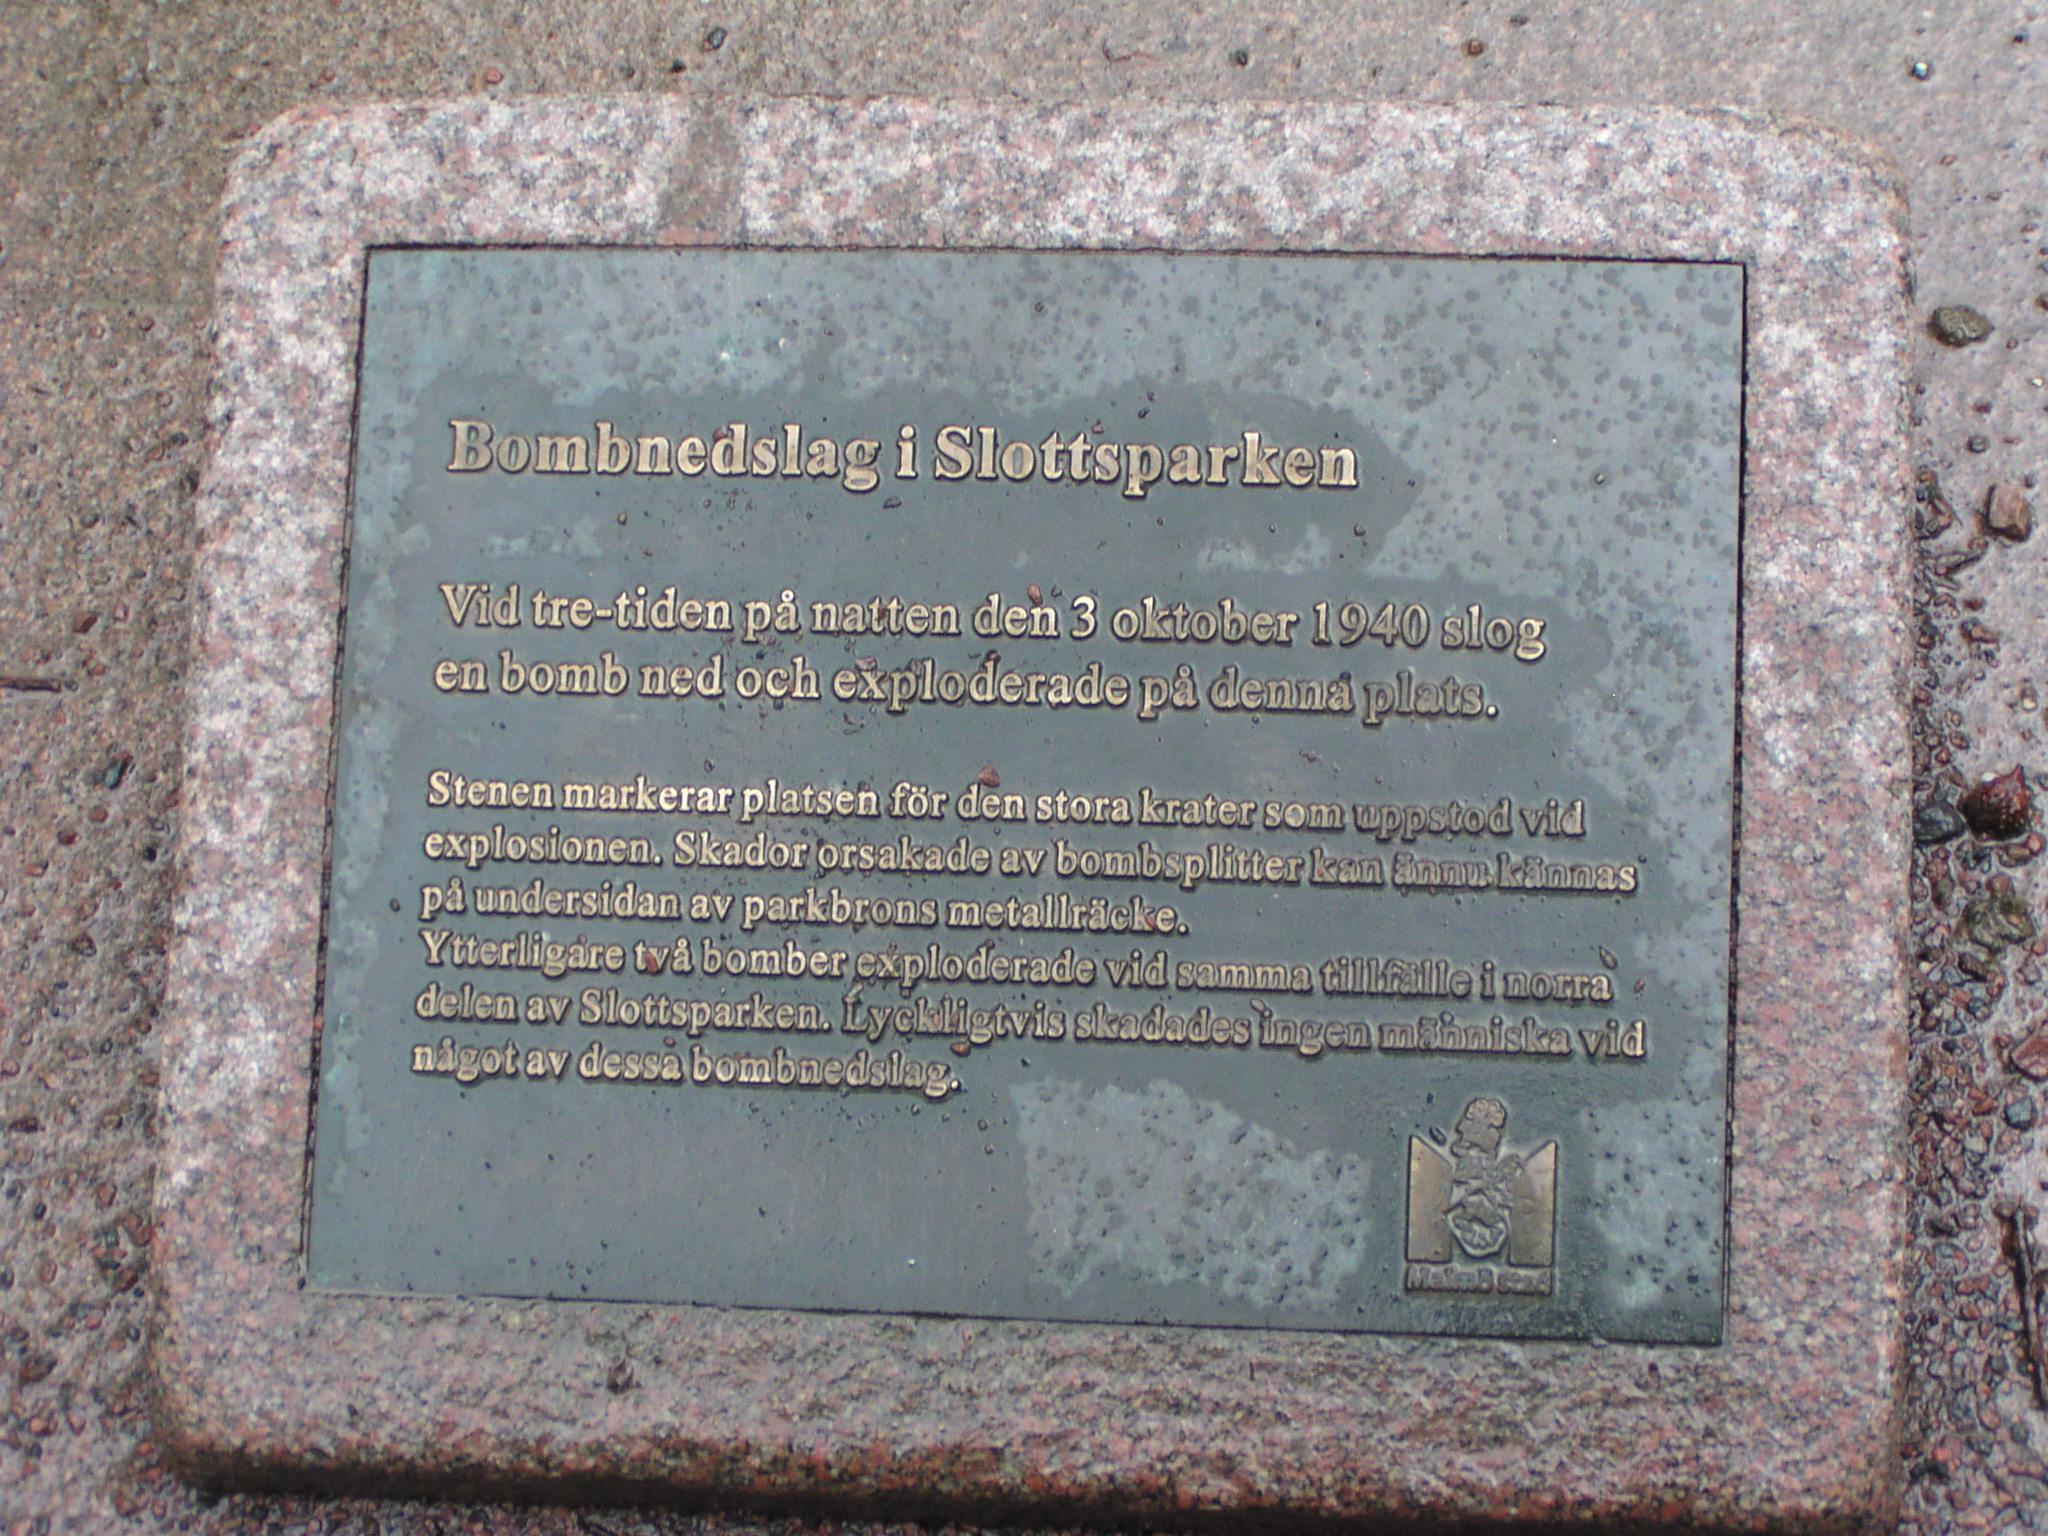 Bombnedslag i Slottsparken
Vid tre-tiden på natten den 3 oktober 1940 slog
en bomb ned och exploderade på denna plats.
Stenen markerar platsen för den stora krater som uppstod vid
explosionen. Skador orsakade av bombsplitter kan ännu kännas
på undersidan av parkbrons metallräcke.
Ytterligare två bomber exploderade vid samma tillfälle i norra
delen av Slottsparken. Lyckligtvis skadades ingen människa vid
något av dessa bombnedslag.
Malmö stad